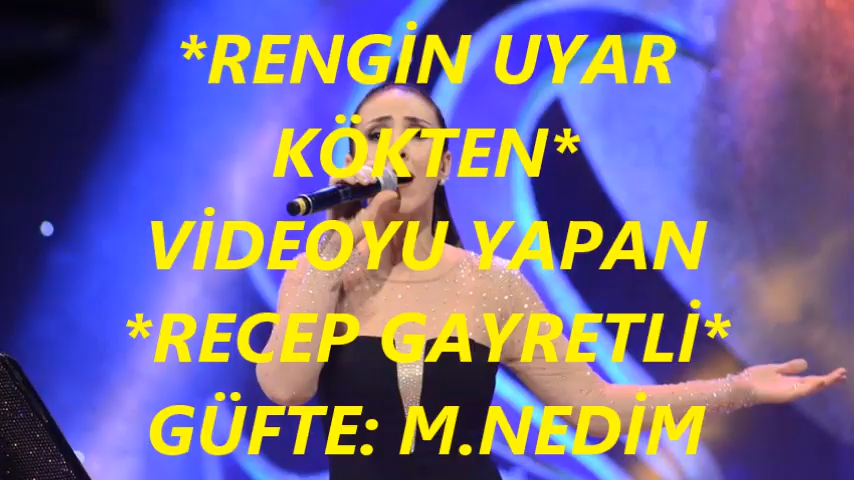 *RENGİN UYAR
KÖKTEN*
VİDEOYU YAPAN
*RECEP GAYRETLİ*
GÜFTE: M.NEDİM